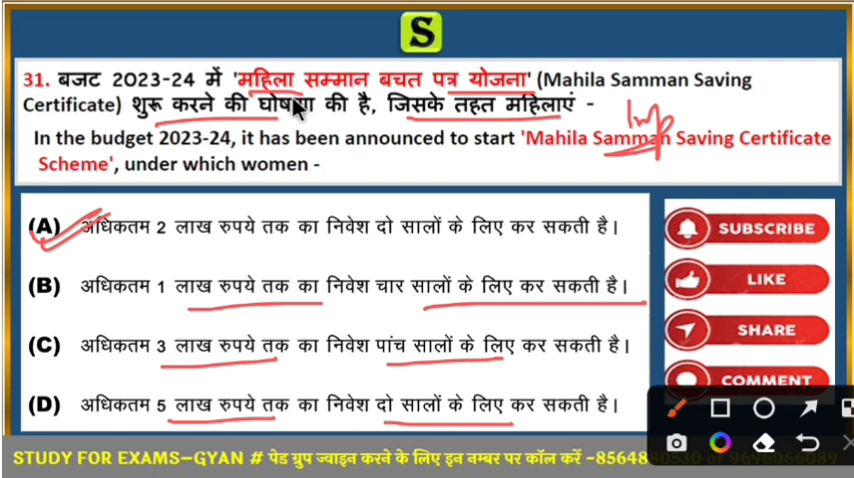 S
31. बजट 2023-24 में 'महिला सम्मान बचत पत्र योजना' (Mahila Samman Saving
Certificate) शुरू करने की घोषणा की है, जिसके तहत महिलाएं -
Imp
In the budget 2023-24, it has been announced to start 'Mahila Samman Saving Certificate
Scheme', under which women -
(A) अधिकतम 2 लाख रुपये तक का निवेश दो सालों के लिए कर सकती है।
(B) अधिकतम 1 लाख रुपये तक का निवेश चार सालों के लिए कर सकती है।
(C) अधिकतम 3 लाख रुपये तक का निवेश पांच सालों के लिए कर सकती है।
(D) अधिकतम 5 लाख रुपये तक का निवेश दो सालों के लिए कर सकती है।
SUBSCRIBE
LIKE
SHARE
COMMENT
STUDY FOR EXAMS-GYAN # पेड ग्रुप ज्वाइन करने के लिए इन नम्बर पर कॉल करें -